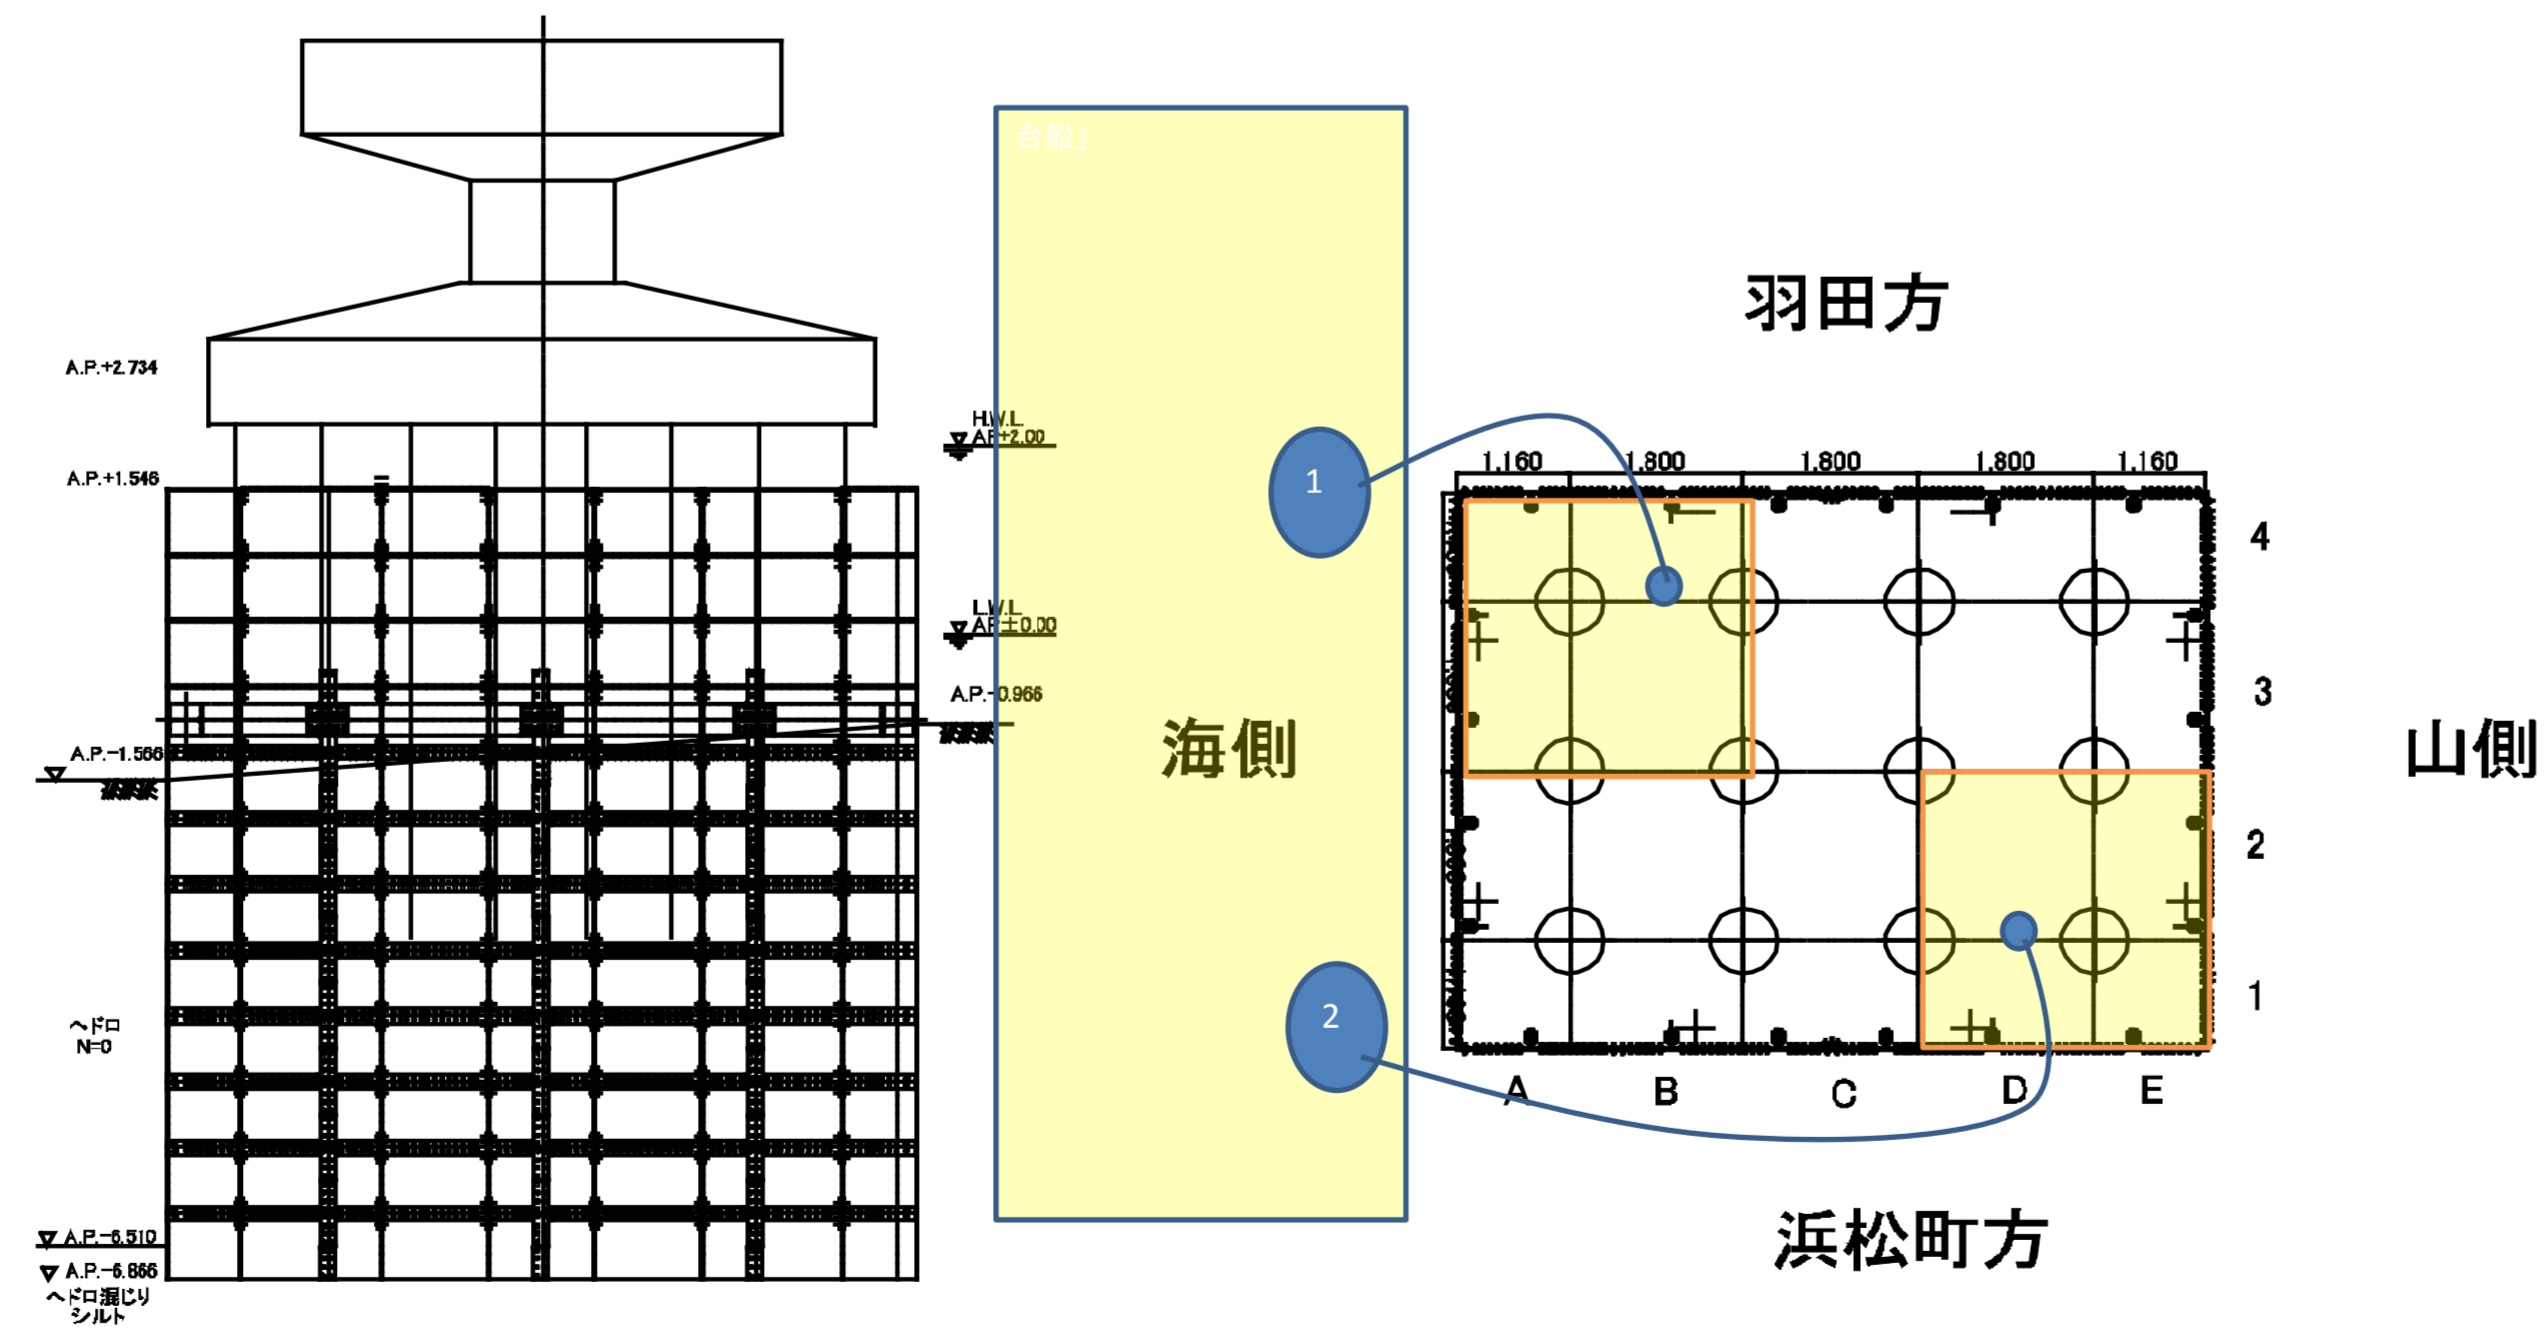 A.P.+2.734
A.P.+1.546
A.P.-1.566
ヘドロ
N=0
A.P.-6.510
A.P.-6.866
ヘドロ混じり
シルト
台船」
H.W.L.
AP+2.00
L.W.L
AP±0.00
A.P.-0.966
海側
1
2
羽田方
1,160
1,800
1,800
1,800
1,160
4
3
2
1
山側
A
B
C
D
E
浜松町方